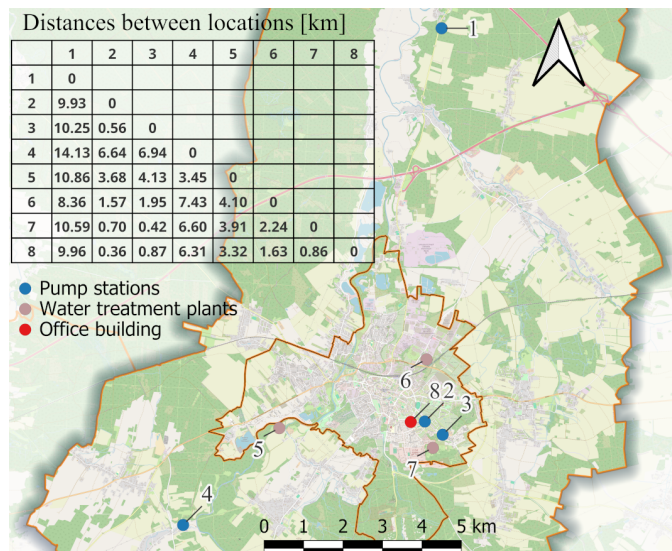 Distances between locations [km]
1 2 3 4 5 6 7 8
1 0
2 9.93 0
3 10.25 0.56 0
4 14.13 6.64 6.94 0
5 10.86 3.68 4.13 3.45 0
6 8.36 1.57 1.95 7.43 4.10 0
7 10.59 0.70 0.42 6.60 3.91 2.24 0
8 9.96 0.36 0.87 6.31 3.32 1.63 0.86 0
1
Pump stations
Water treatment plants
Office building
6
82
3
5
7
4
0 1 2 3 4 5 km